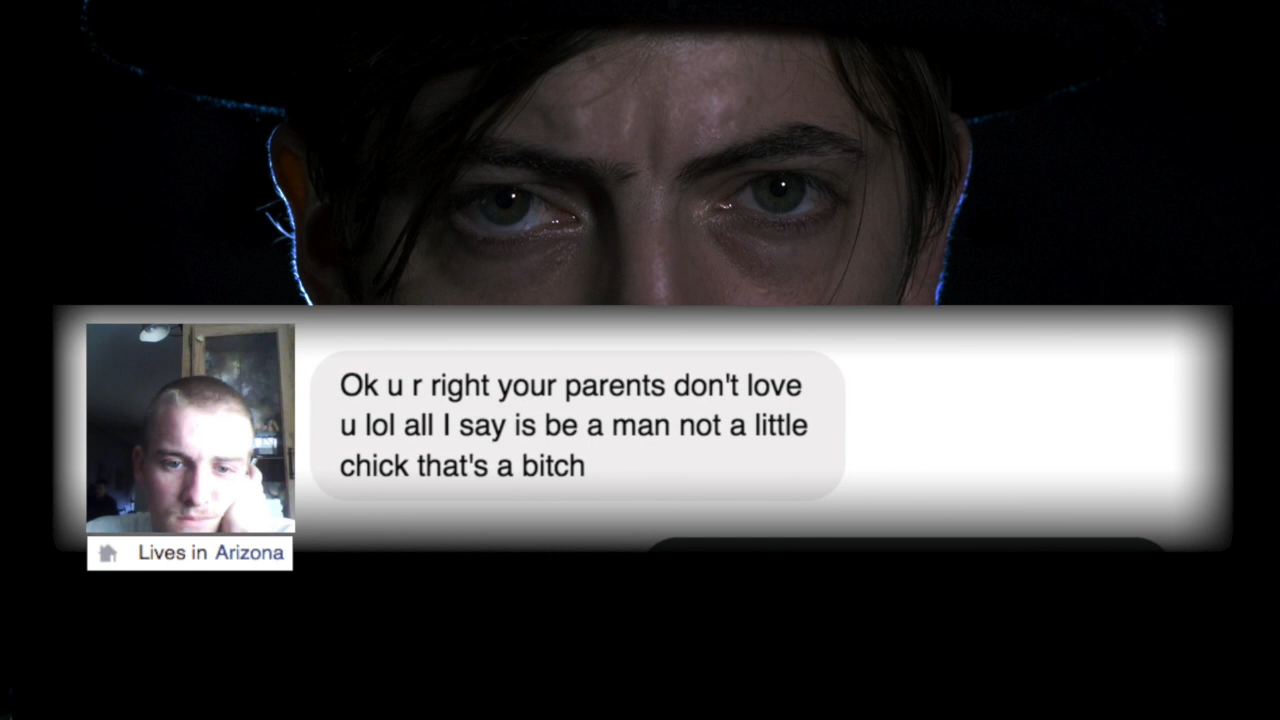 Ok u r right your parents don't love
u lol all I say is be a man not a little
chick that's a bitch
Lives in Arizona